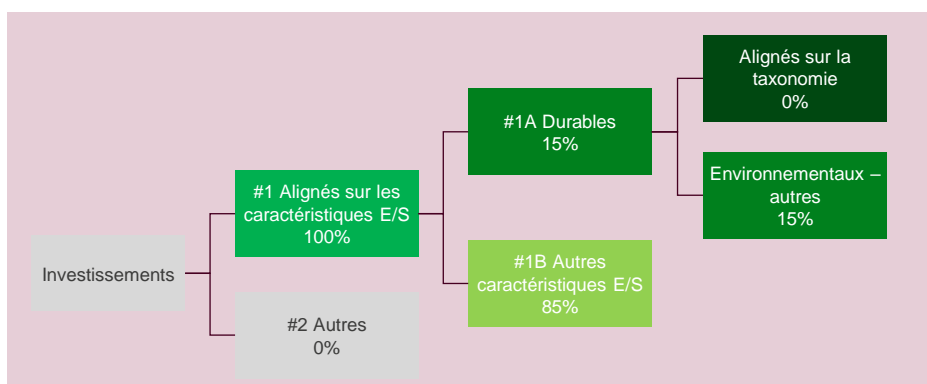 Investissements
#1 Alignés sur les
caractéristiques E/S
100%
#2 Autres
0%
#1A Durables
15%
#1B Autres
caractéristiques E/S
85%
Alignés sur la
taxonomie
0%
Environnementaux –
autres
15%